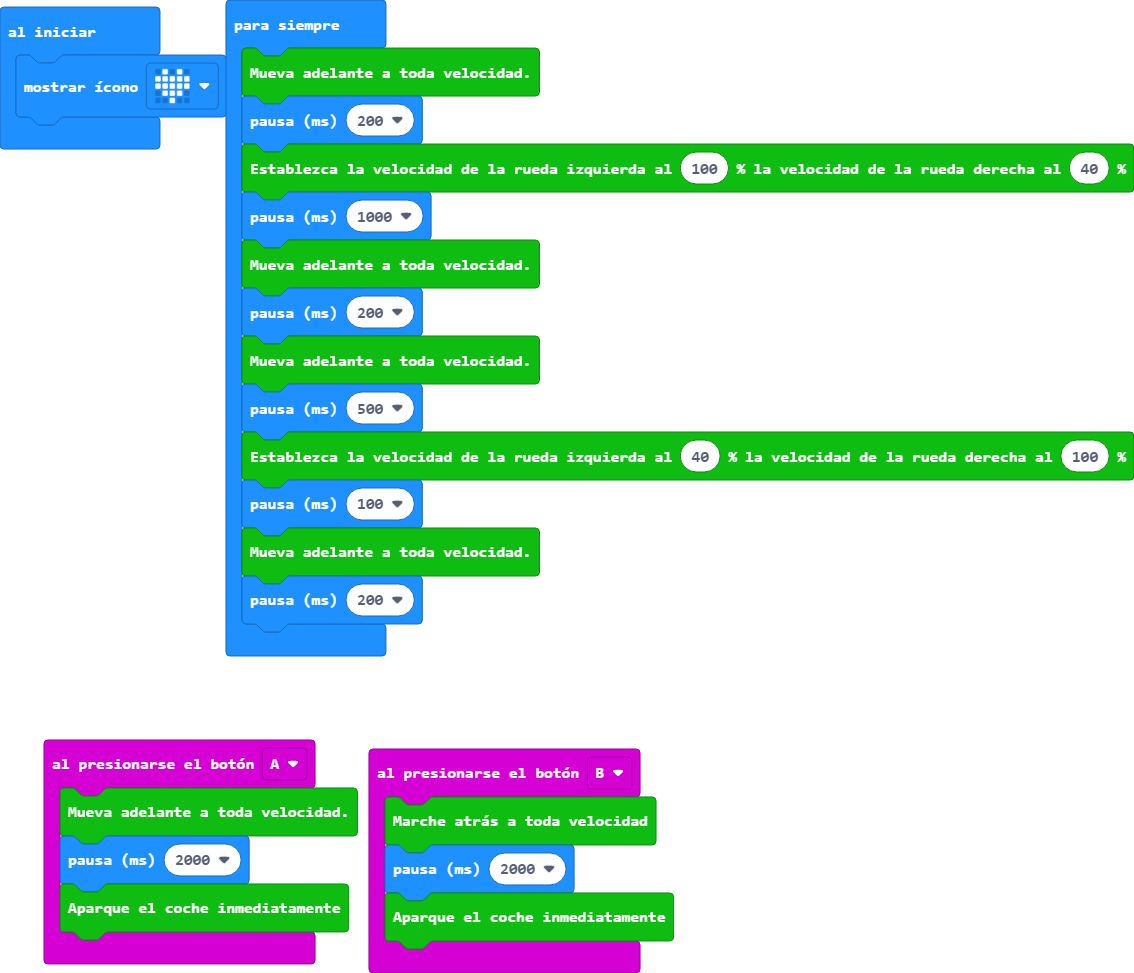 al iniciar
mostrar ícono
para siempre
Mueva adelante a toda velocidad.
pausa (ms) 200
Establezca la velocidad de la rueda izquierda al 100 % la velocidad de la rueda derecha al 40 %
pausa (ms) 1000
Mueva adelante a toda velocidad.
pausa (ms) 200
Mueva adelante a toda velocidad.
pausa (ms) 500
Establezca la velocidad de la rueda izquierda al 40 % la velocidad de la rueda derecha al 100 %
pausa (ms) 100
Mueva adelante a toda velocidad.
pausa (ms) 200
al presionarse el botón A
Mueva adelante a toda velocidad.
pausa (ms) 2000
Aparque el coche inmediatamente
al presionarse el botón B
Marche atrás a toda velocidad
pausa (ms) 2000
Aparque el coche inmediatamente